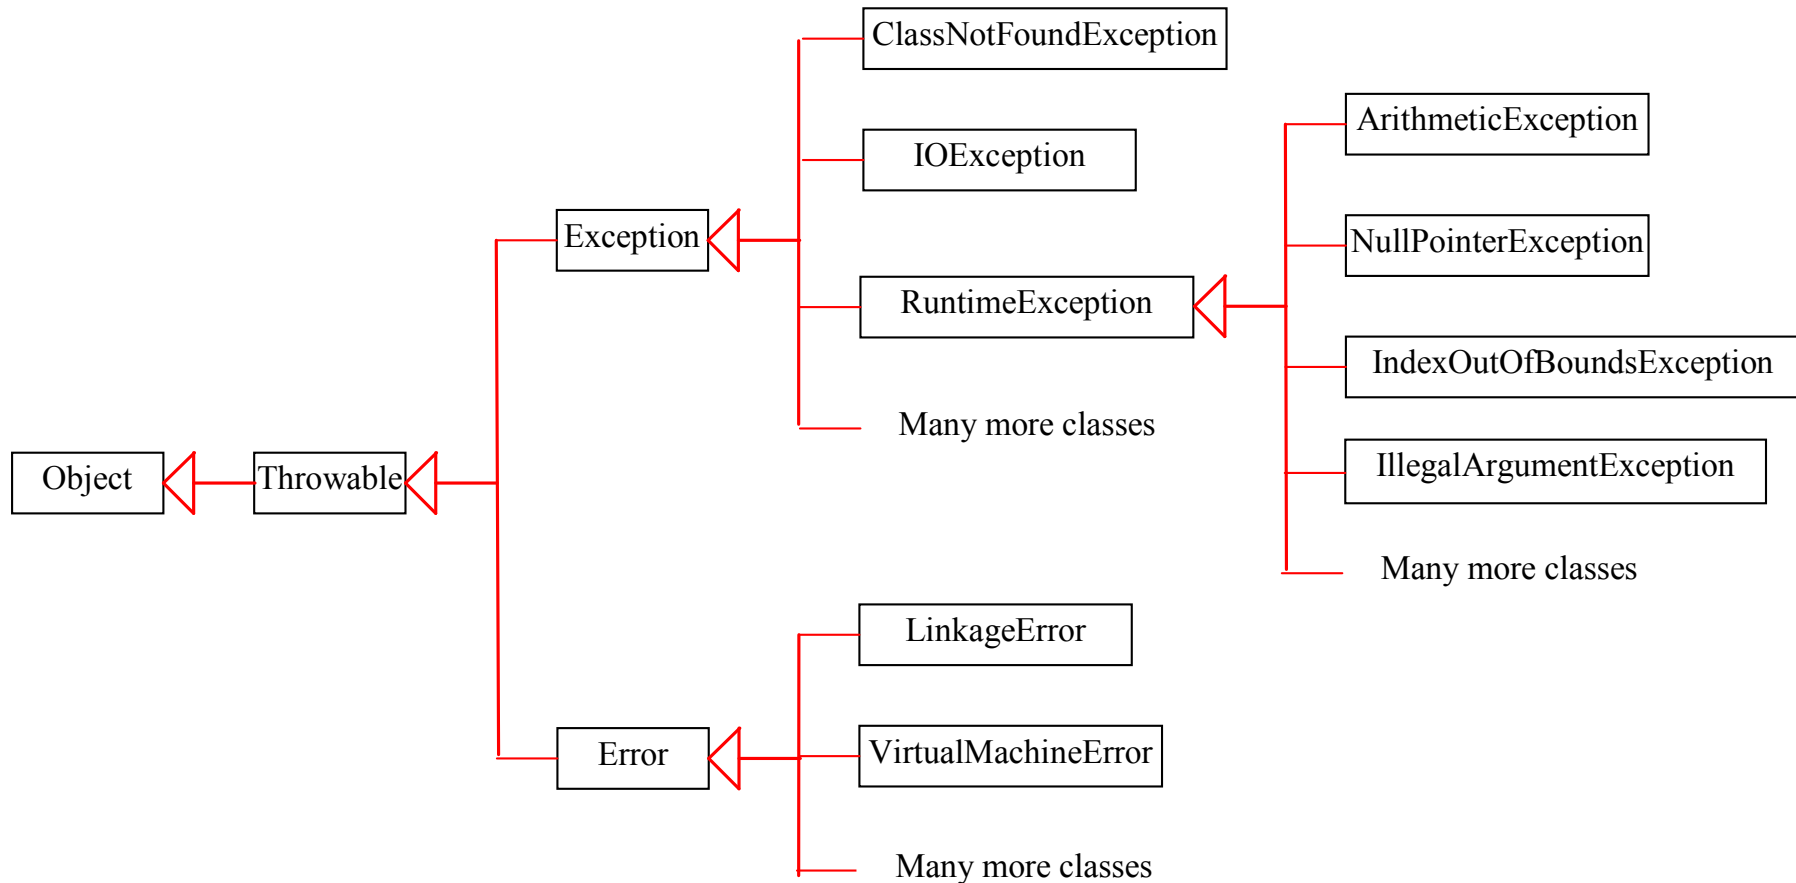 ClassNotFoundException
ArithmeticException
IOException
NullPointerException
Exception
RuntimeException
IndexOutOfBoundsException
Many more classes
Object
Throwable
IllegalArgumentException
Many more classes
LinkageError
Error
VirtualMachineError
Many more classes